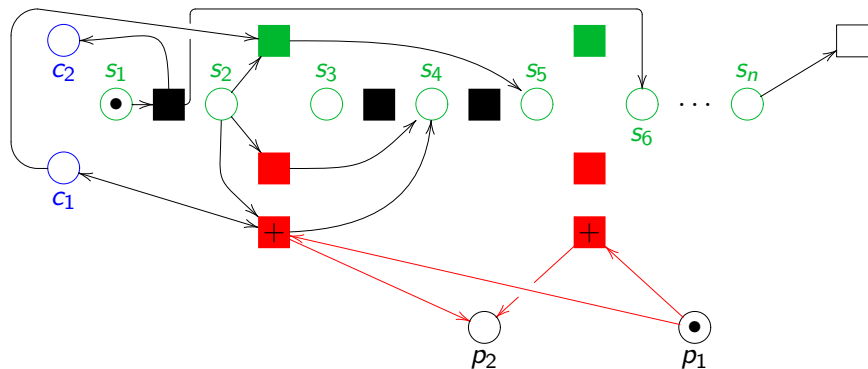 c₂
s₁ s₂ s₃ s₄ s₅ s₆ ··· sₙ
c₁
+ +
p₂ p₁